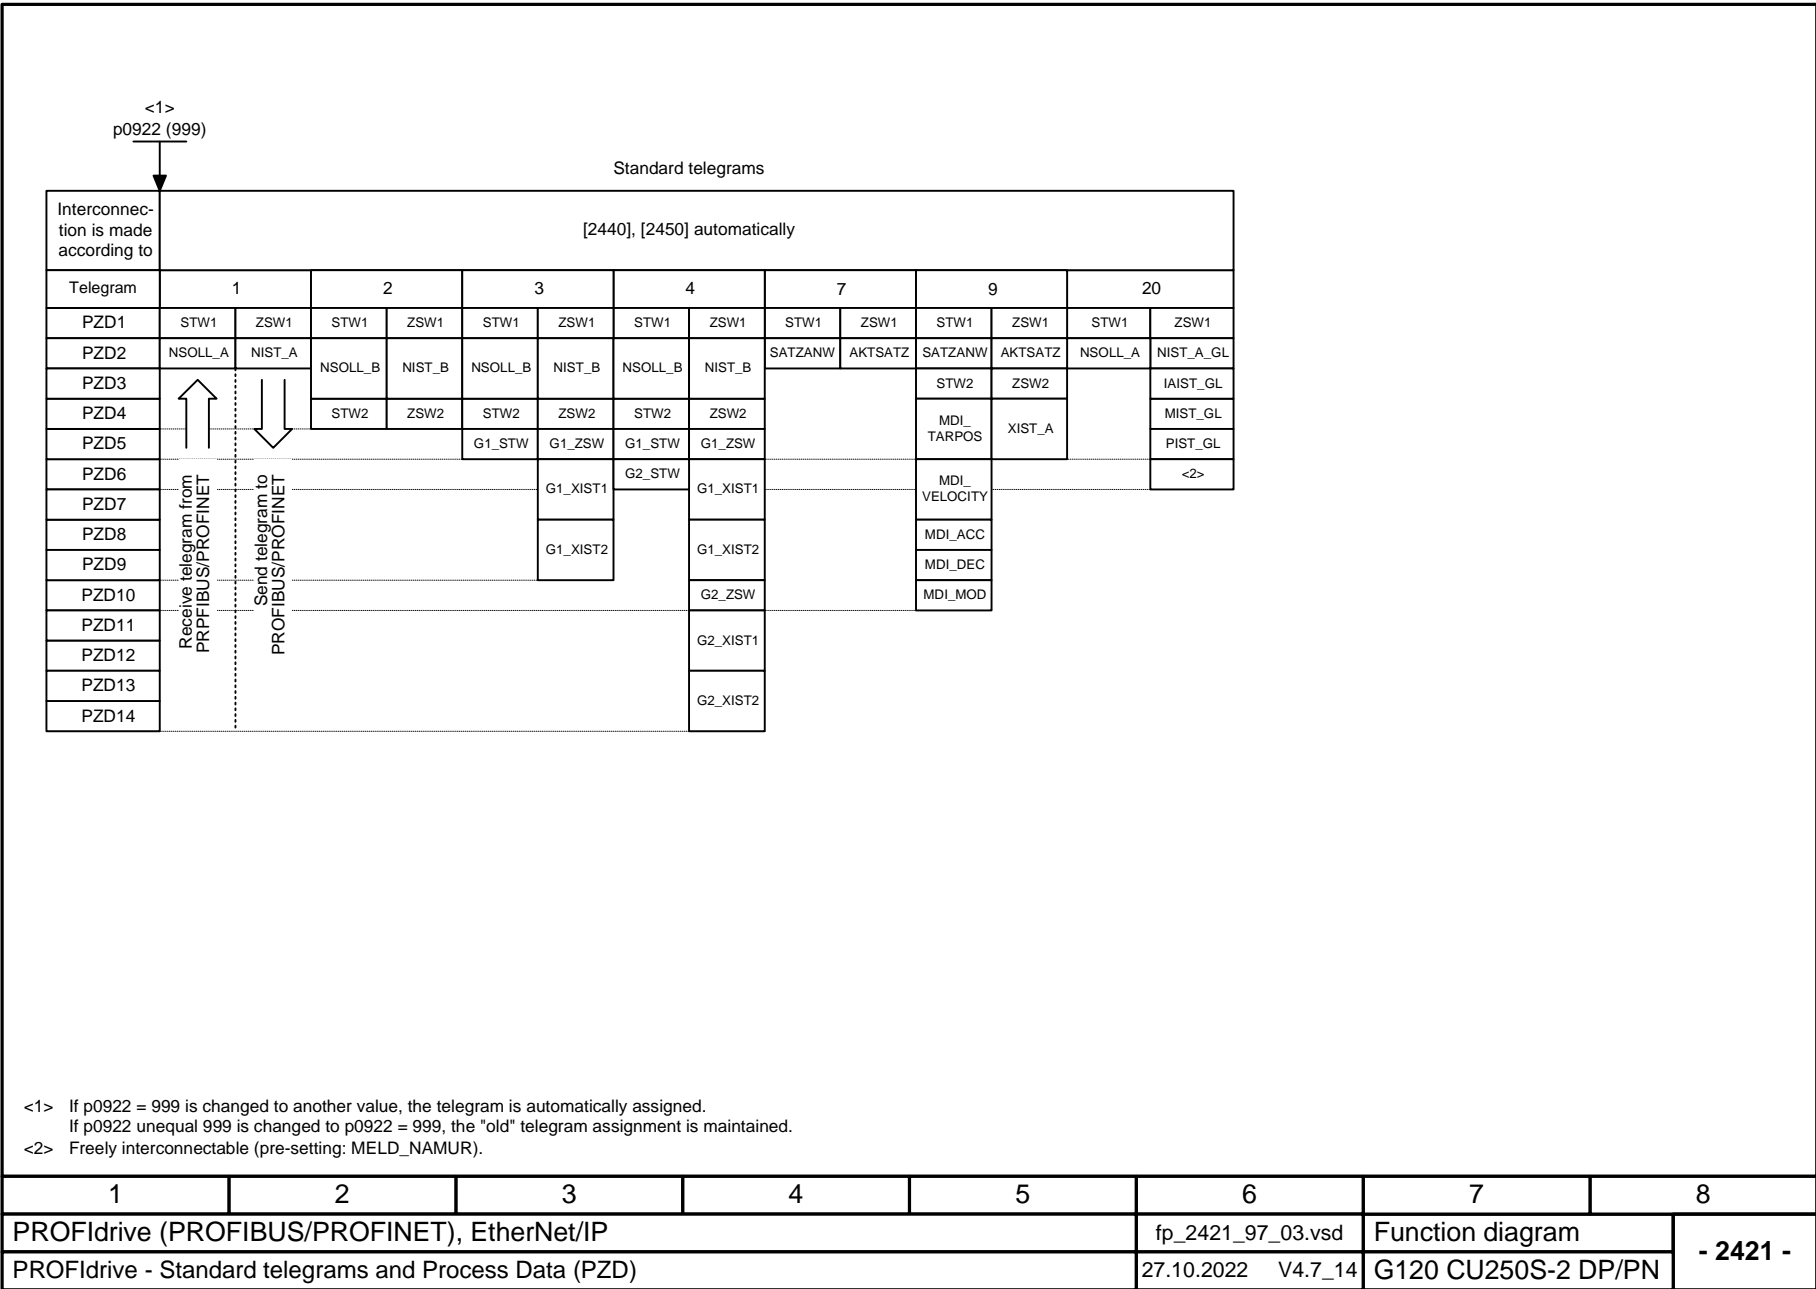 <1>
p0922 (999)
Standard telegrams
Interconnec-
tion is made
according to
[2440], [2450] automatically
Telegram 1 2 3 4 7 9 20
PZD1 STW1 ZSW1 STW1 ZSW1 STW1 ZSW1 STW1 ZSW1 STW1 ZSW1 STW1 ZSW1 STW1 ZSW1
PZD2 NSOLL_A NIST_A NSOLL_B NIST_B NSOLL_B NIST_B NSOLL_B NIST_B SATZANW AKTSATZ SATZANW AKTSATZ NSOLL_A NIST_A_GL
PZD3 STW2 ZSW2 IAIST_GL
PZD4 STW2 ZSW2 STW2 ZSW2 STW2 ZSW2 MDI_
TARPOS XIST_A MIST_GL
PZD5 G1_STW G1_ZSW G1_STW G1_ZSW PIST_GL
PZD6 G1_XIST1 G2_STW G1_XIST1 MDI_
VELOCITY <2>
PZD7
PZD8 G1_XIST2 G1_XIST2 MDI_ACC
PZD9 MDI_DEC
PZD10 G2_ZSW MDI_MOD
PZD11 G2_XIST1
PZD12
PZD13 G2_XIST2
PZD14
Receive telegram from
PRPFIBUS/PROFINET
Send telegram to
PROFIBUS/PROFINET
<1> If p0922 = 999 is changed to another value, the telegram is automatically assigned.
If p0922 unequal 999 is changed to p0922 = 999, the "old" telegram assignment is maintained.
<2> Freely interconnectable (pre-setting: MELD_NAMUR).
1 2 3 4 5 6 7 8
PROFIdrive (PROFIBUS/PROFINET), EtherNet/IP fp_2421_97_03.vsd Function diagram
- 2421 -
PROFIdrive - Standard telegrams and Process Data (PZD) 27.10.2022 V4.7_14 G120 CU250S-2 DP/PN